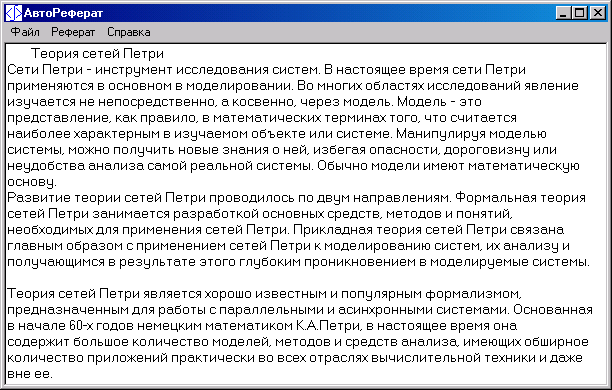 АвтоРеферат
Файл Реферат Справка
Теория сетей Петри
Сети Петри - инструмент исследования систем. В настоящее время сети Петри
применяются в основном в моделировании. Во многих областях исследований явление
изучается не непосредственно, а косвенно, через модель. Модель - это
представление, как правило, в математических терминах того, что считается
наиболее характерным в изучаемом объекте или системе. Манипулируя моделью
системы, можно получить новые знания о ней, избегая опасности, дороговизну или
неудобства анализа самой реальной системы. Обычно модели имеют математическую
основу.
Развитие теории сетей Петри проводилось по двум направлениям. Формальная теория
сетей Петри занимается разработкой основных средств, методов и понятий,
необходимых для применения сетей Петри. Прикладная теория сетей Петри связана
главным образом с применением сетей Петри к моделированию систем, их анализу и
получающимся в результате этого глубоким проникновением в моделируемые системы.
Теория сетей Петри является хорошо известным и популярным формализмом,
предназначенным для работы с параллельными и асинхронными системами. Основанная
в начале 60-х годов немецким математиком К.А.Петри, в настоящее время она
содержит большое количество моделей, методов и средств анализа, имеющих обширное
количество приложений практически во всех отраслях вычислительной техники и даже
вне ее.